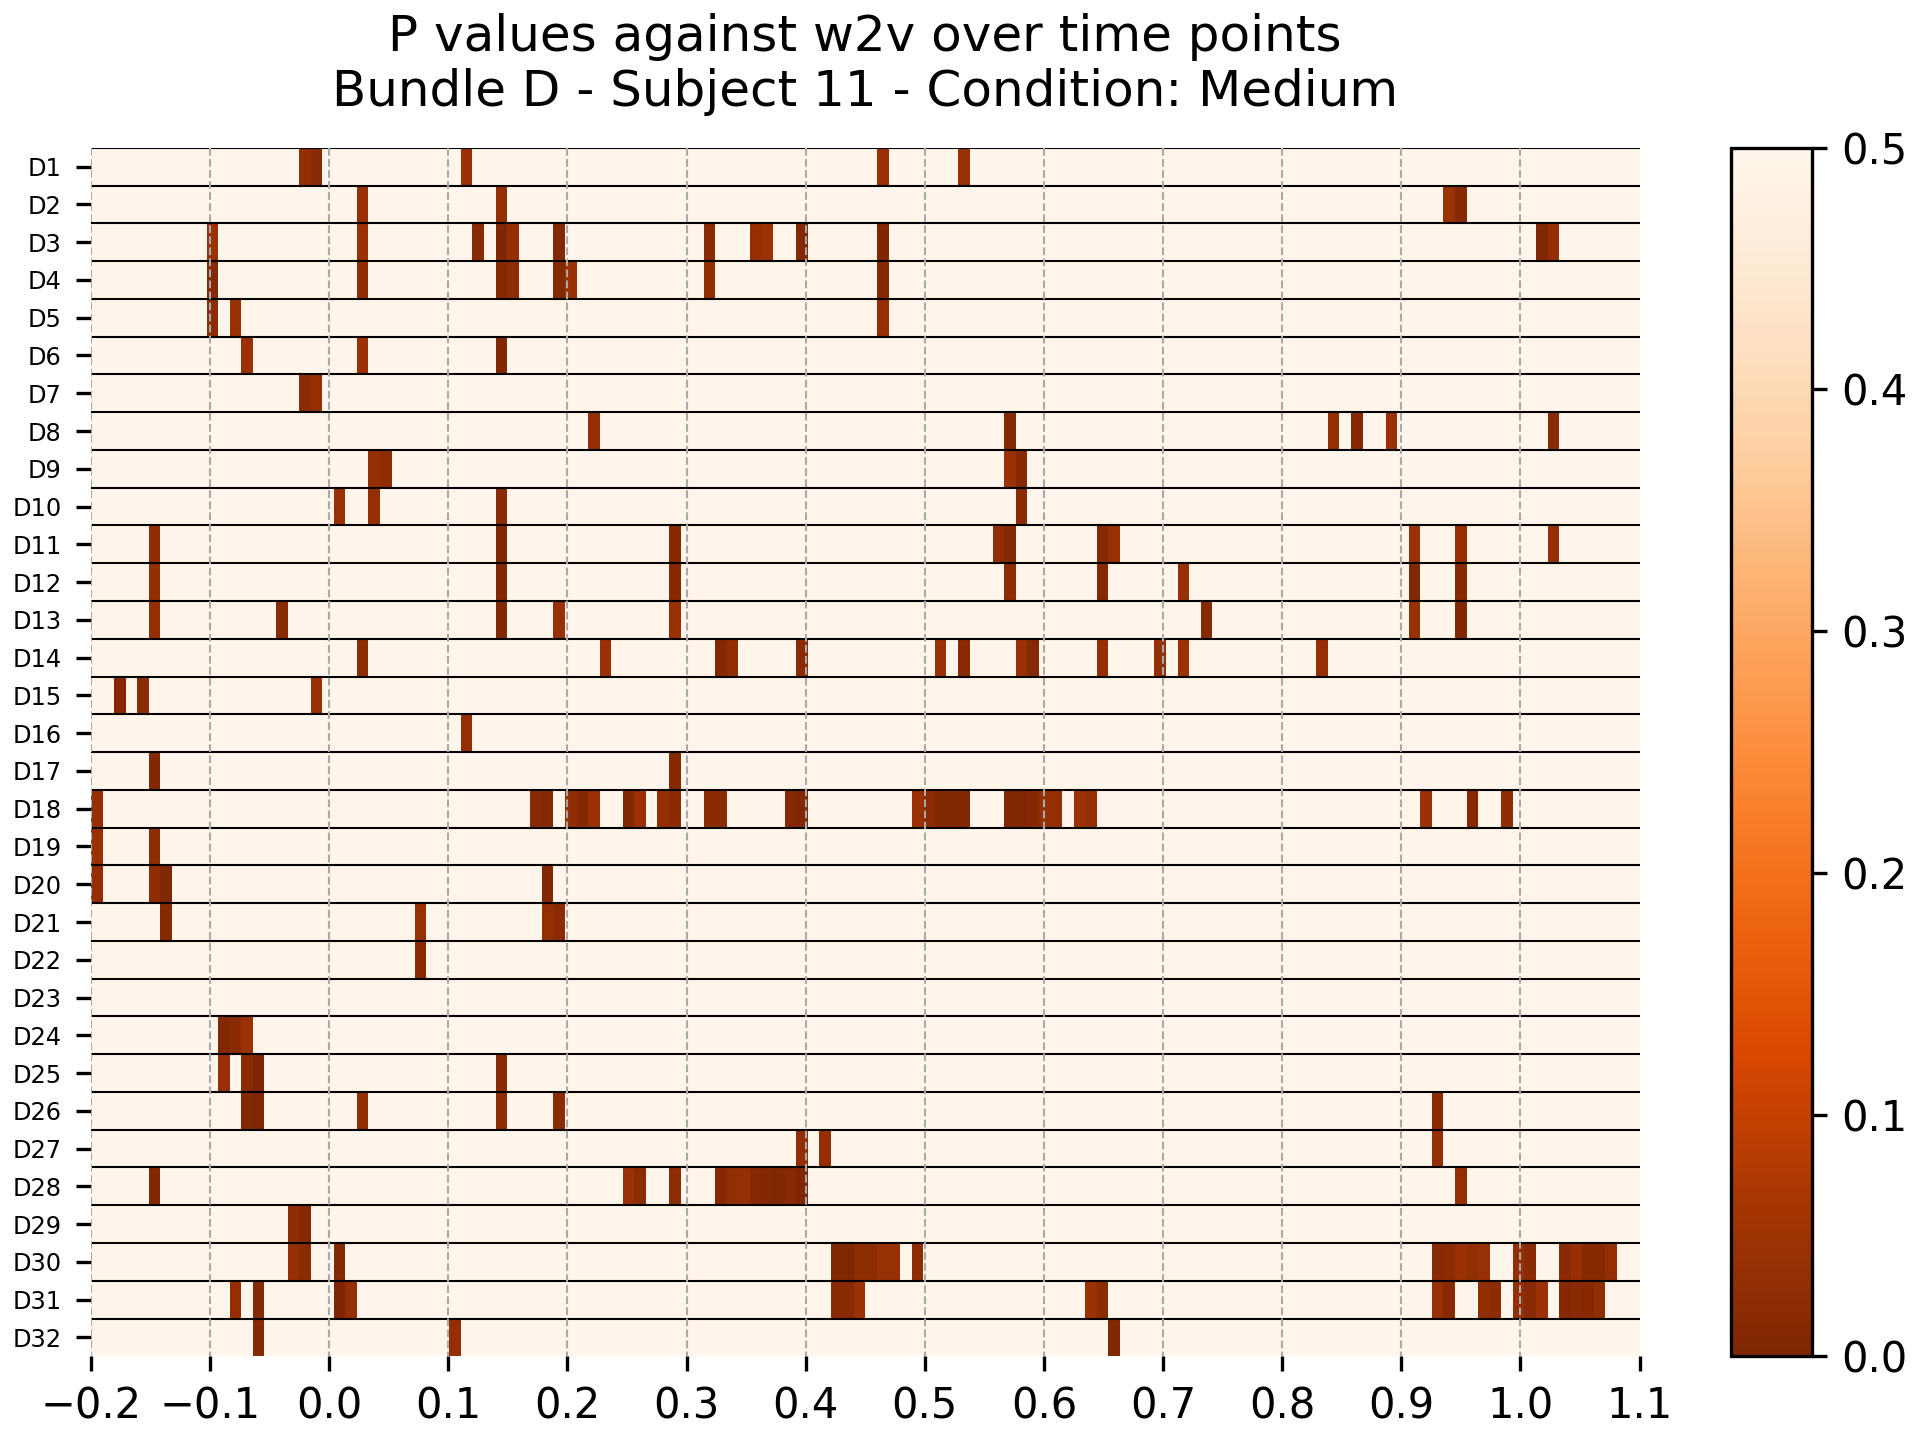 P values against w2v over time points
Bundle D - Subject 11 - Condition: Medium
D1
D2
D3
D4
D5
D6
D7
D8
D9
D10
D11
D12
D13
D14
D15
D16
D17
D18
D19
D20
D21
D22
D23
D24
D25
D26
D27
D28
D29
D30
D31
D32
−0.2 −0.1 0.0 0.1 0.2 0.3 0.4 0.5 0.6 0.7 0.8 0.9 1.0 1.1
0.5
0.4
0.3
0.2
0.1
0.0